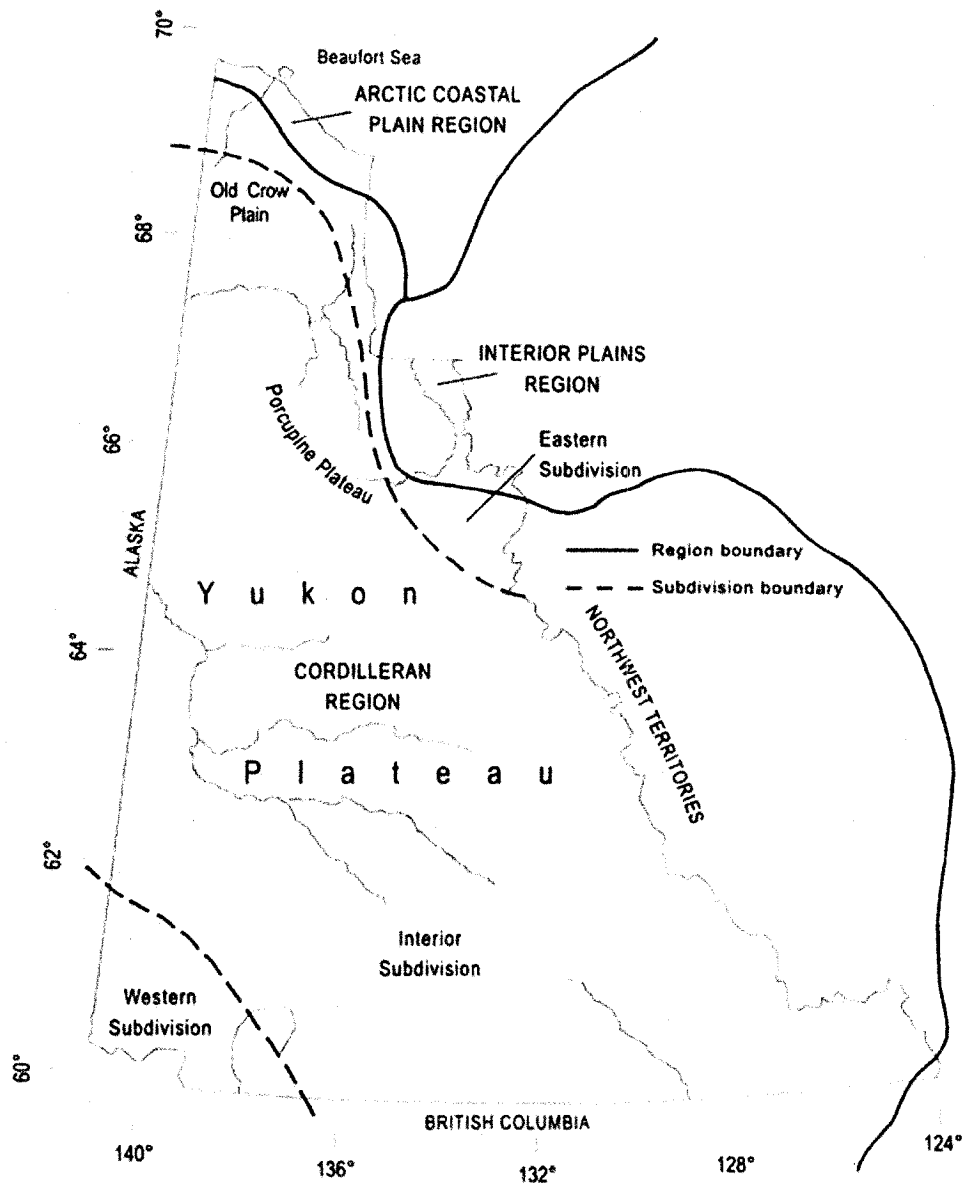 70°
Beaufort Sea
ARCTIC COASTAL
PLAIN REGION
Old Crow
Plain
68°
INTERIOR PLAINS
REGION
Porcupine Plateau
66°
Eastern
Subdivision
ALASKA
Region boundary
Subdivision boundary
Yukon
NORTHWEST TERRITORIES
64°
CORDILLERAN
REGION
Plateau
62°
Interior
Subdivision
Western
Subdivision
60°
BRITISH COLUMBIA
140°
136°
132°
128°
124°